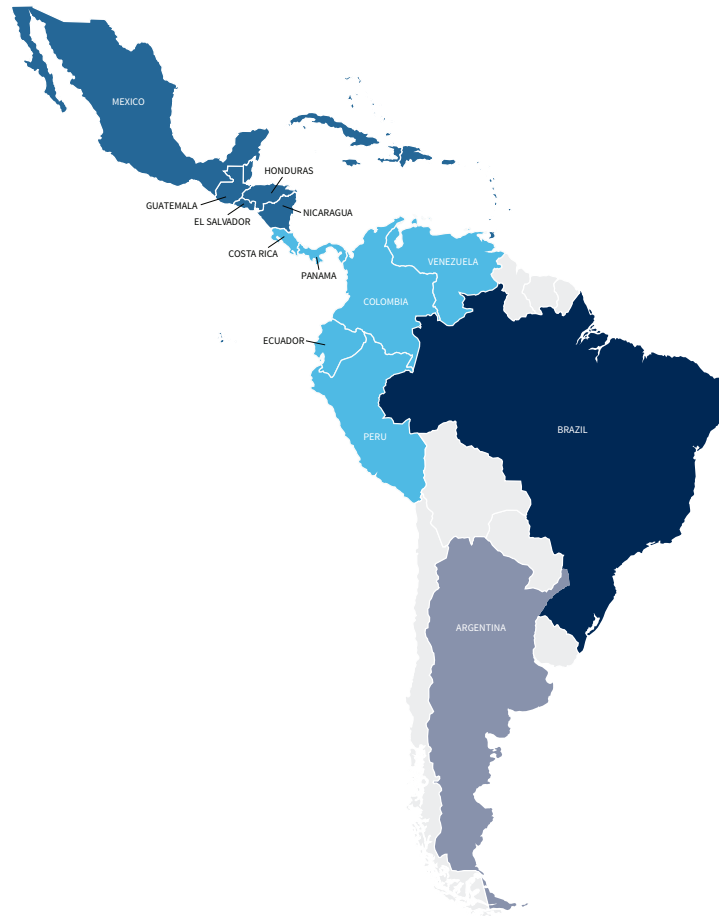 MEXICO
HONDURAS
GUATEMALA
NICARAGUA
EL SALVADOR
COSTA RICA
VENEZUELA
PANAMA
COLOMBIA
ECUADOR
BRAZIL
PERU
ARGENTINA